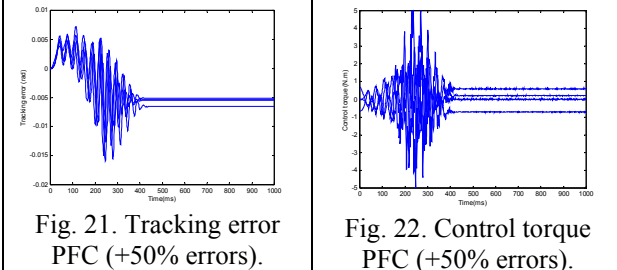 0.01
0.005
0
-0.005
-0.01
-0.015
-0.02
Tracking error (rad)
0 100 200 300 400 500 600 700 800 900 1000
Time(ms)
Fig. 21. Tracking error
PFC (+50% errors).
5
4
3
2
1
0
-1
-2
-3
-4
-5
Control torque (N.m)
0 100 200 300 400 500 600 700 800 900 1000
Time(ms)
Fig. 22. Control torque
PFC (+50% errors).